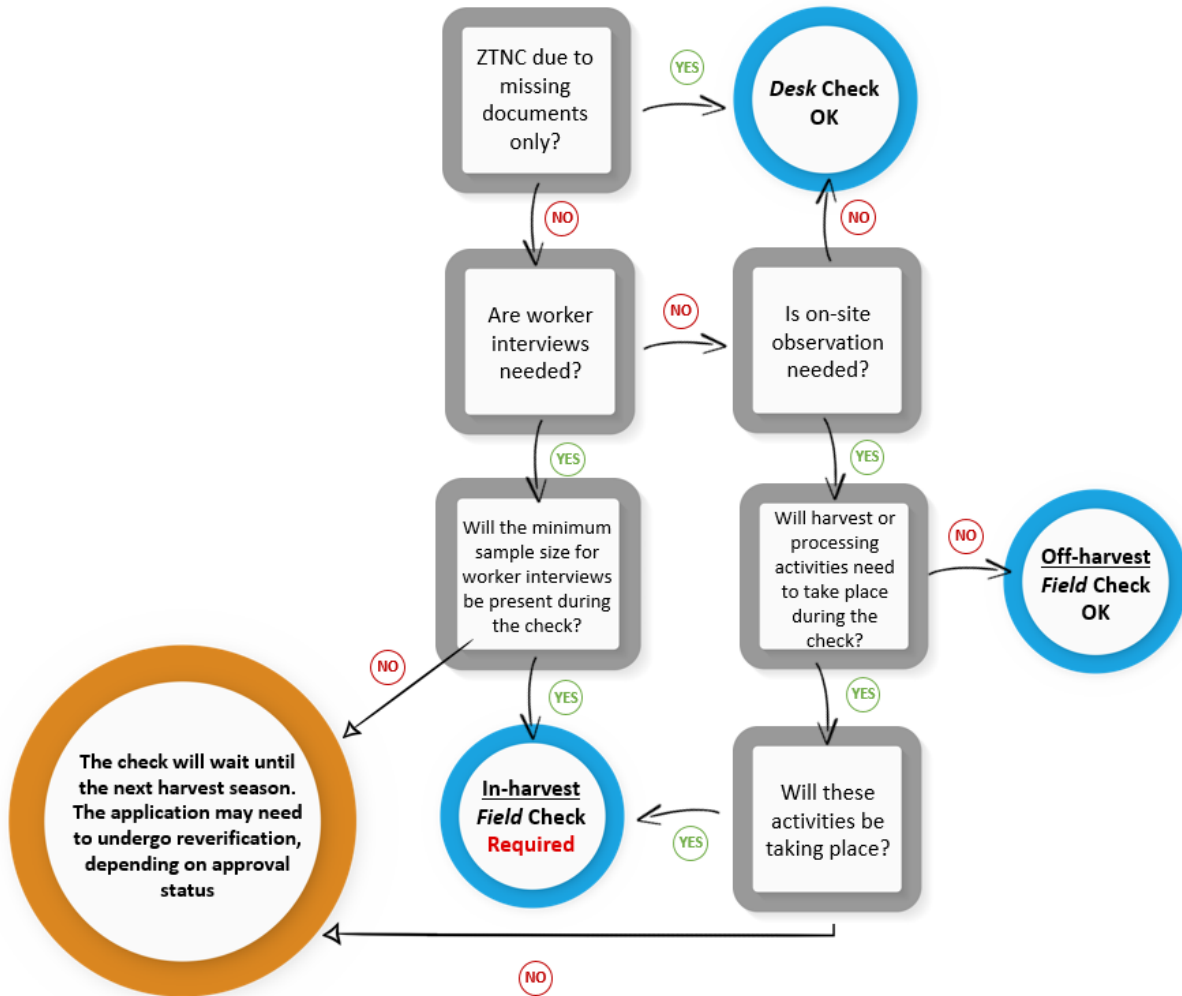 ZTNC due to
missing
documents
only?
YES
Desk Check
OK
NO
NO
Are worker
interviews
needed?
NO
Is on-site
observation
needed?
YES
YES
Will the minimum
sample size for
worker interviews
be present during
the check?
Will harvest or
processing
activities need
to take place
during the
check?
NO
Off-harvest
Field Check
OK
NO
YES
YES
The check will wait until
the next harvest season.
The application may need
to undergo reverification,
depending on approval
status
In-harvest
Field Check
Required
YES
Will these
activities be
taking place?
NO